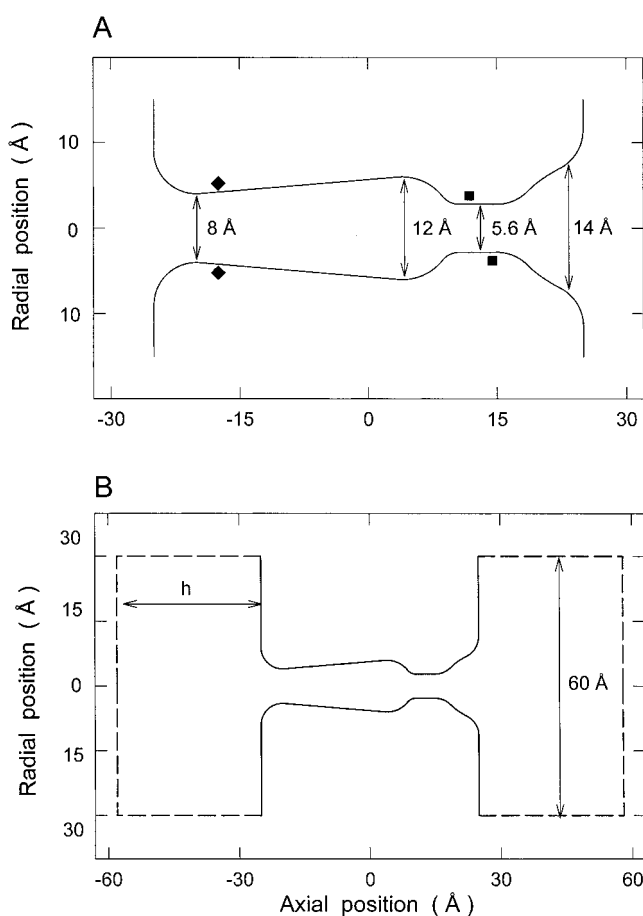 A
Radial position ( Å )
10
0
10
8 Å
12 Å
5.6 Å
14 Å
-30
-15
0
15
30
B
Radial position ( Å )
30
15
0
15
30
h
60 Å
-60
-30
0
30
60
Axial position ( Å )